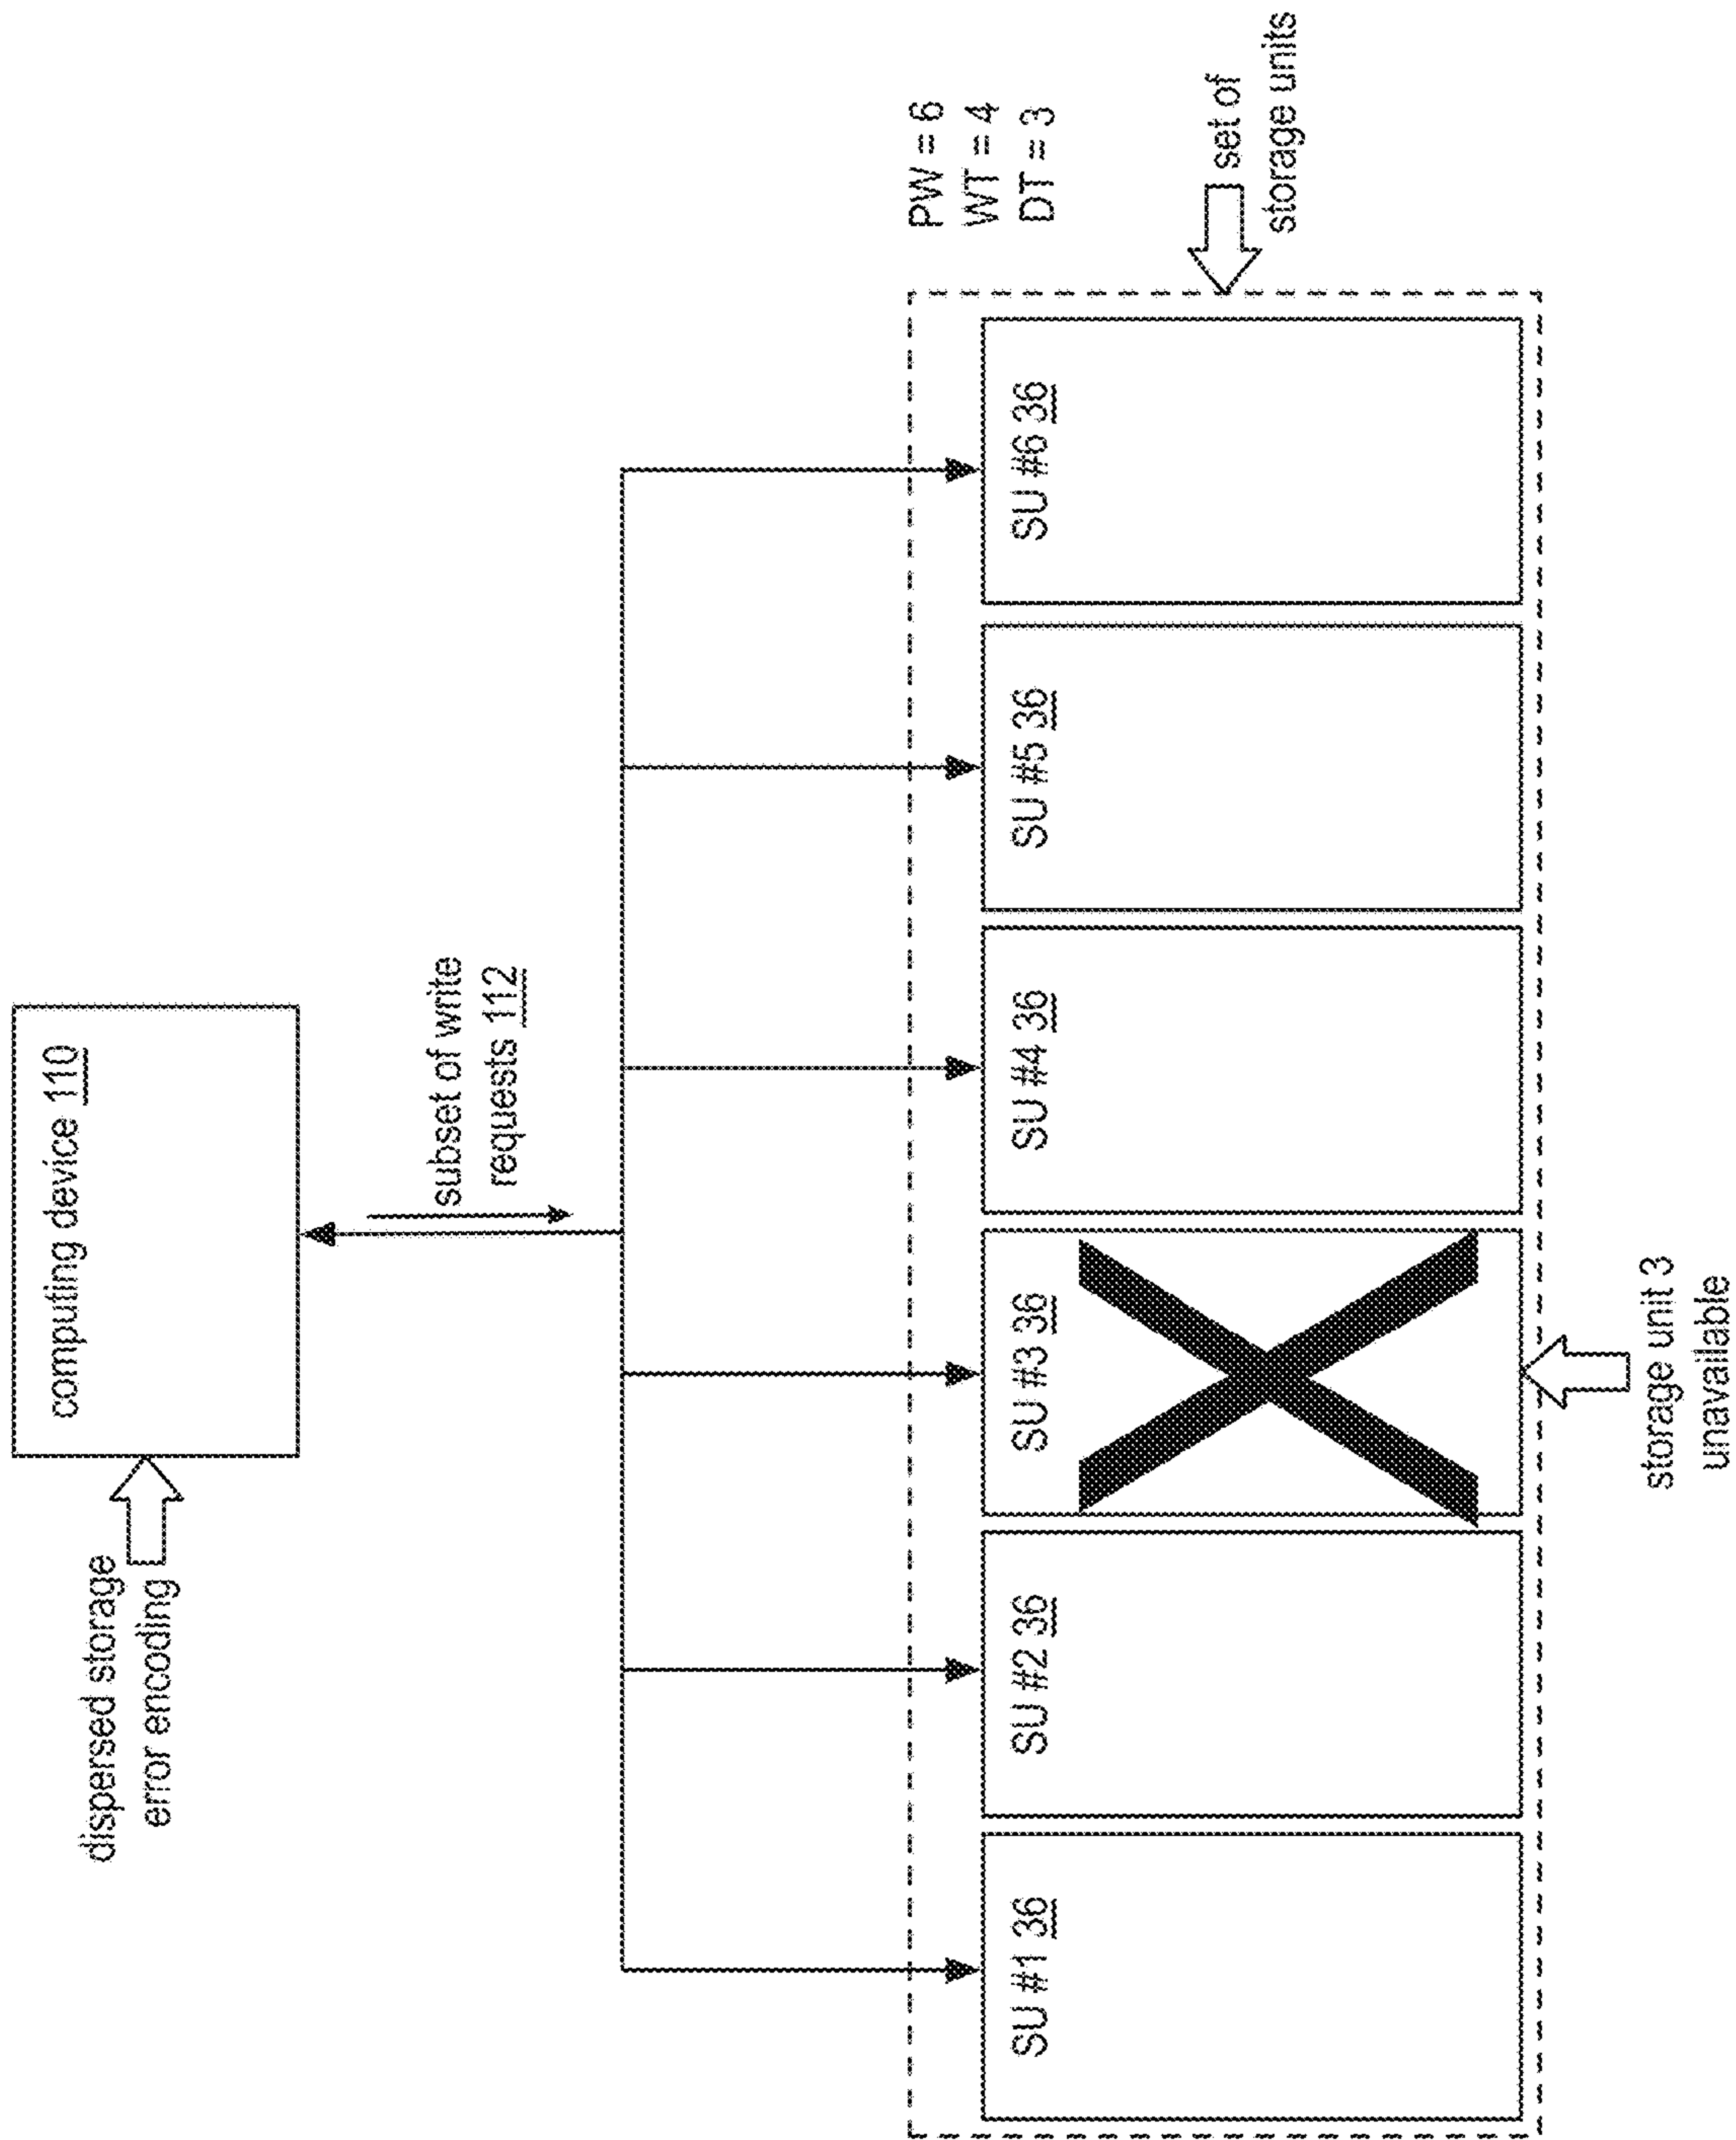 dispersed storage
error encoding
computing device 110
subset of write
requests 112
PW = 6
WT = 4
DT = 3
SU #1 36
SU #2 36
SU #3 36
SU #4 36
SU #5 36
SU #6 36
set of
storage units
storage unit 3
unavailable